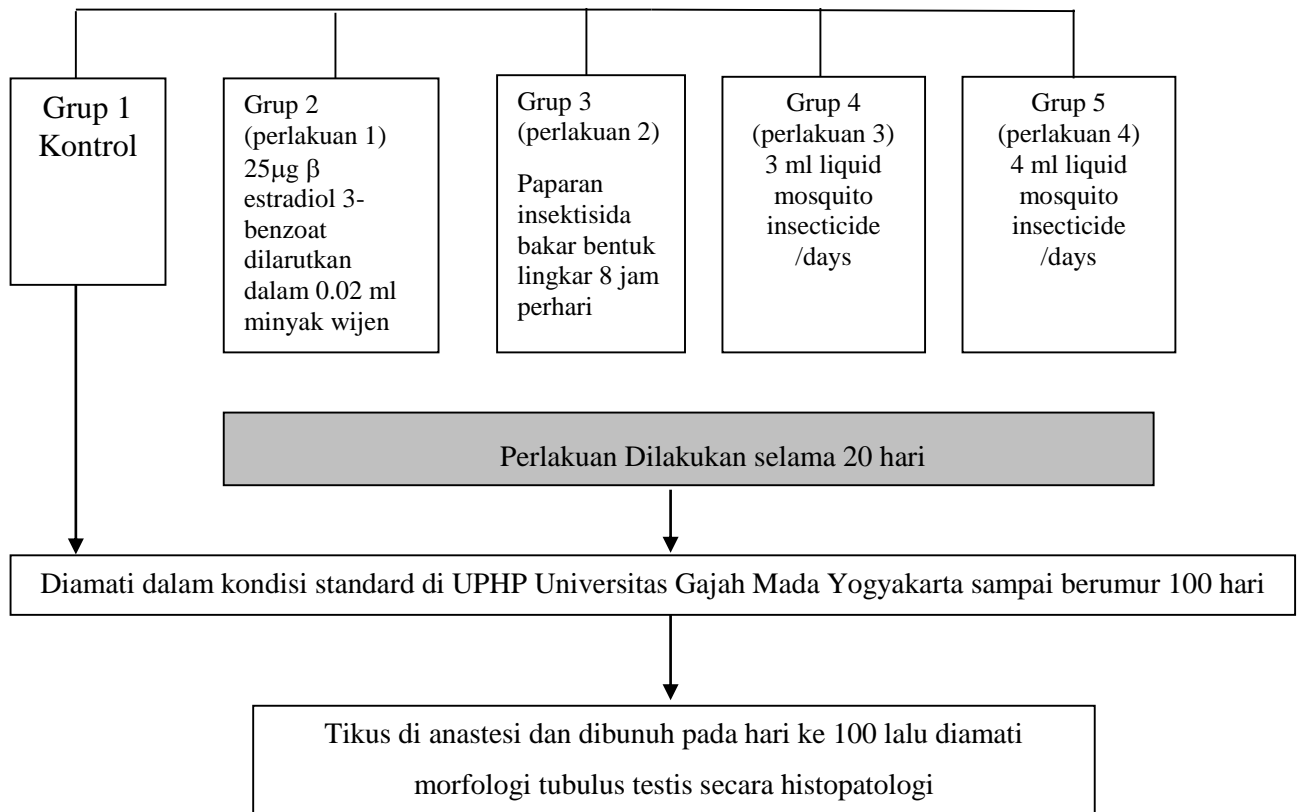 Grup 1
Kontrol
Grup 2
(perlakuan 1)
25µg β
estradiol 3-
benzoat
dilarutkan
dalam 0.02 ml
minyak wijen
Grup 3
(perlakuan 2)
Paparan
insektisida
bakar bentuk
lingkar 8 jam
perhari
Grup 4
(perlakuan 3)
3 ml liquid
mosquito
insecticide
/days
Grup 5
(perlakuan 4)
4 ml liquid
mosquito
insecticide
/days
Perlakuan Dilakukan selama 20 hari
Diamati dalam kondisi standard di UPHP Universitas Gajah Mada Yogyakarta sampai berumur 100 hari
Tikus di anastesi dan dibunuh pada hari ke 100 lalu diamati
morfologi tubulus testis secara histopatologi